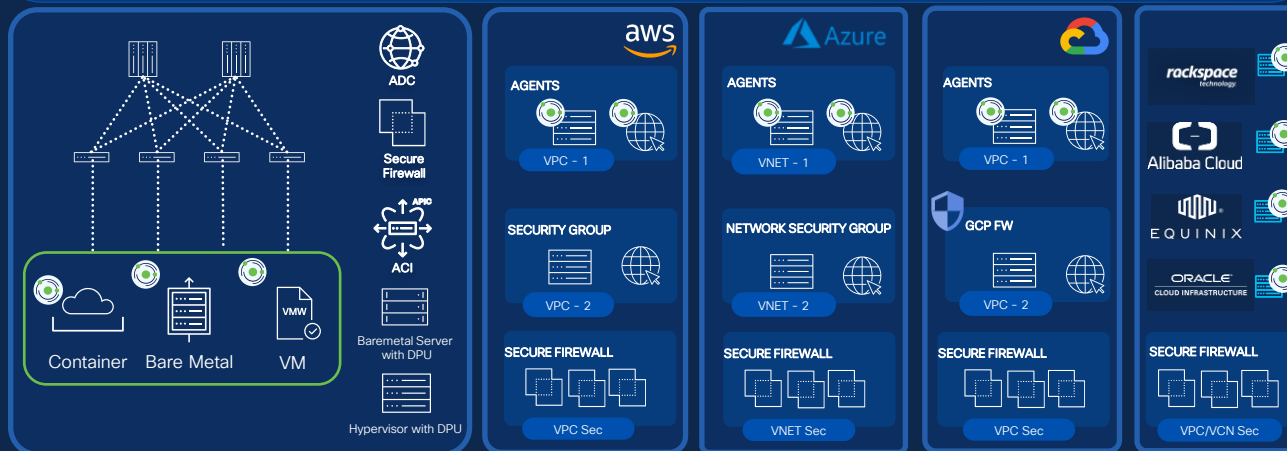 ADC
Secure
Firewall
APIC
ACI
Baremetal Server
with DPU
Hypervisor with DPU
Container
Bare Metal
VMW
VM
aws
AGENTS
VPC - 1
SECURITY GROUP
VPC - 2
SECURE FIREWALL
VPC Sec
Azure
AGENTS
VNET - 1
NETWORK SECURITY GROUP
VNET - 2
SECURE FIREWALL
VNET Sec
AGENTS
VPC - 1
GCP FW
VPC - 2
SECURE FIREWALL
VPC Sec
rackspace
technology
Alibaba Cloud
EQUINIX
ORACLE
CLOUD INFRASTRUCTURE
SECURE FIREWALL
VPC/VCN Sec